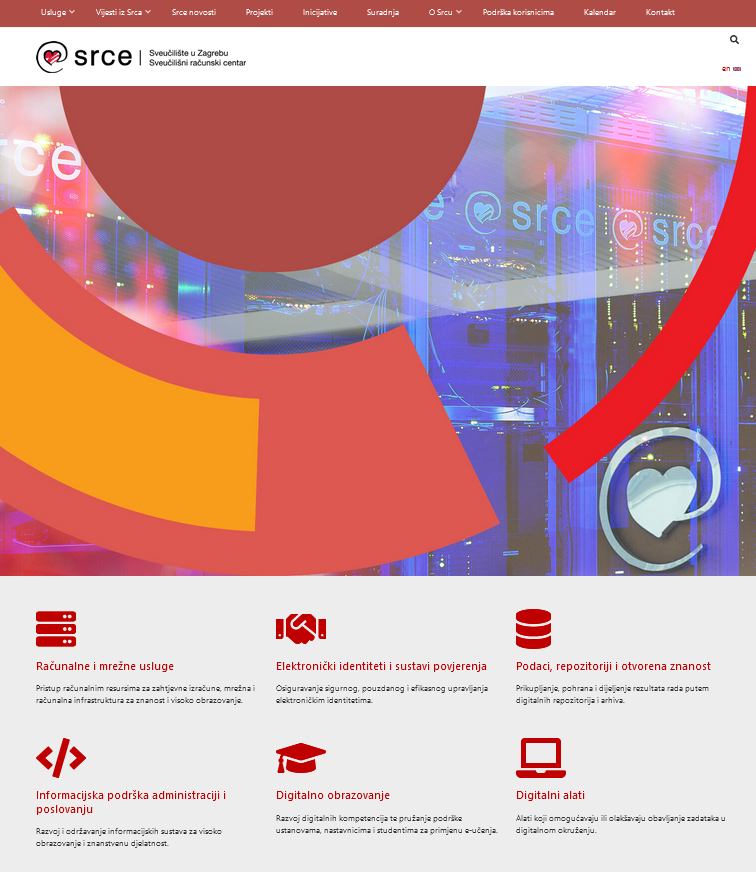 Usluge Vijesti iz Srca Srce novosti Projekti Inicijative Suradnja O Srcu Podrška korisnicima Kalendar Kontakt
srce
Sveučilište u Zagrebu
Sveučilišni računski centar
en
rce
e srce srce
Računalne i mrežne usluge
Pristup računalnim resursima za zahtjevne izračune, mrežna i
računalna infrastruktura za znanost i visoko obrazovanje.
Elektronički identiteti i sustavi povjerenja
Osiguravanje sigurnog, pouzdanog i efikasnog upravljanja
elektroničkim identitetima.
Podaci, repozitoriji i otvorena znanost
Prikupljanje, pohrana i dijeljenje rezultata rada putem
digitalnih repozitorija i arhiva.
Informacijska podrška administraciji i
poslovanju
Razvoj i održavanje informacijskih sustava za visoko
obrazovanje i znanstvenu djelatnost.
Digitalno obrazovanje
Razvoj digitalnih kompetencija te pružanje podrške
ustanovama, nastavnicima i studentima za primjenu e-učenja.
Digitalni alati
Alati koji omogućavaju ili olakšavaju obavljanje zadataka u
digitalnom okruženju.